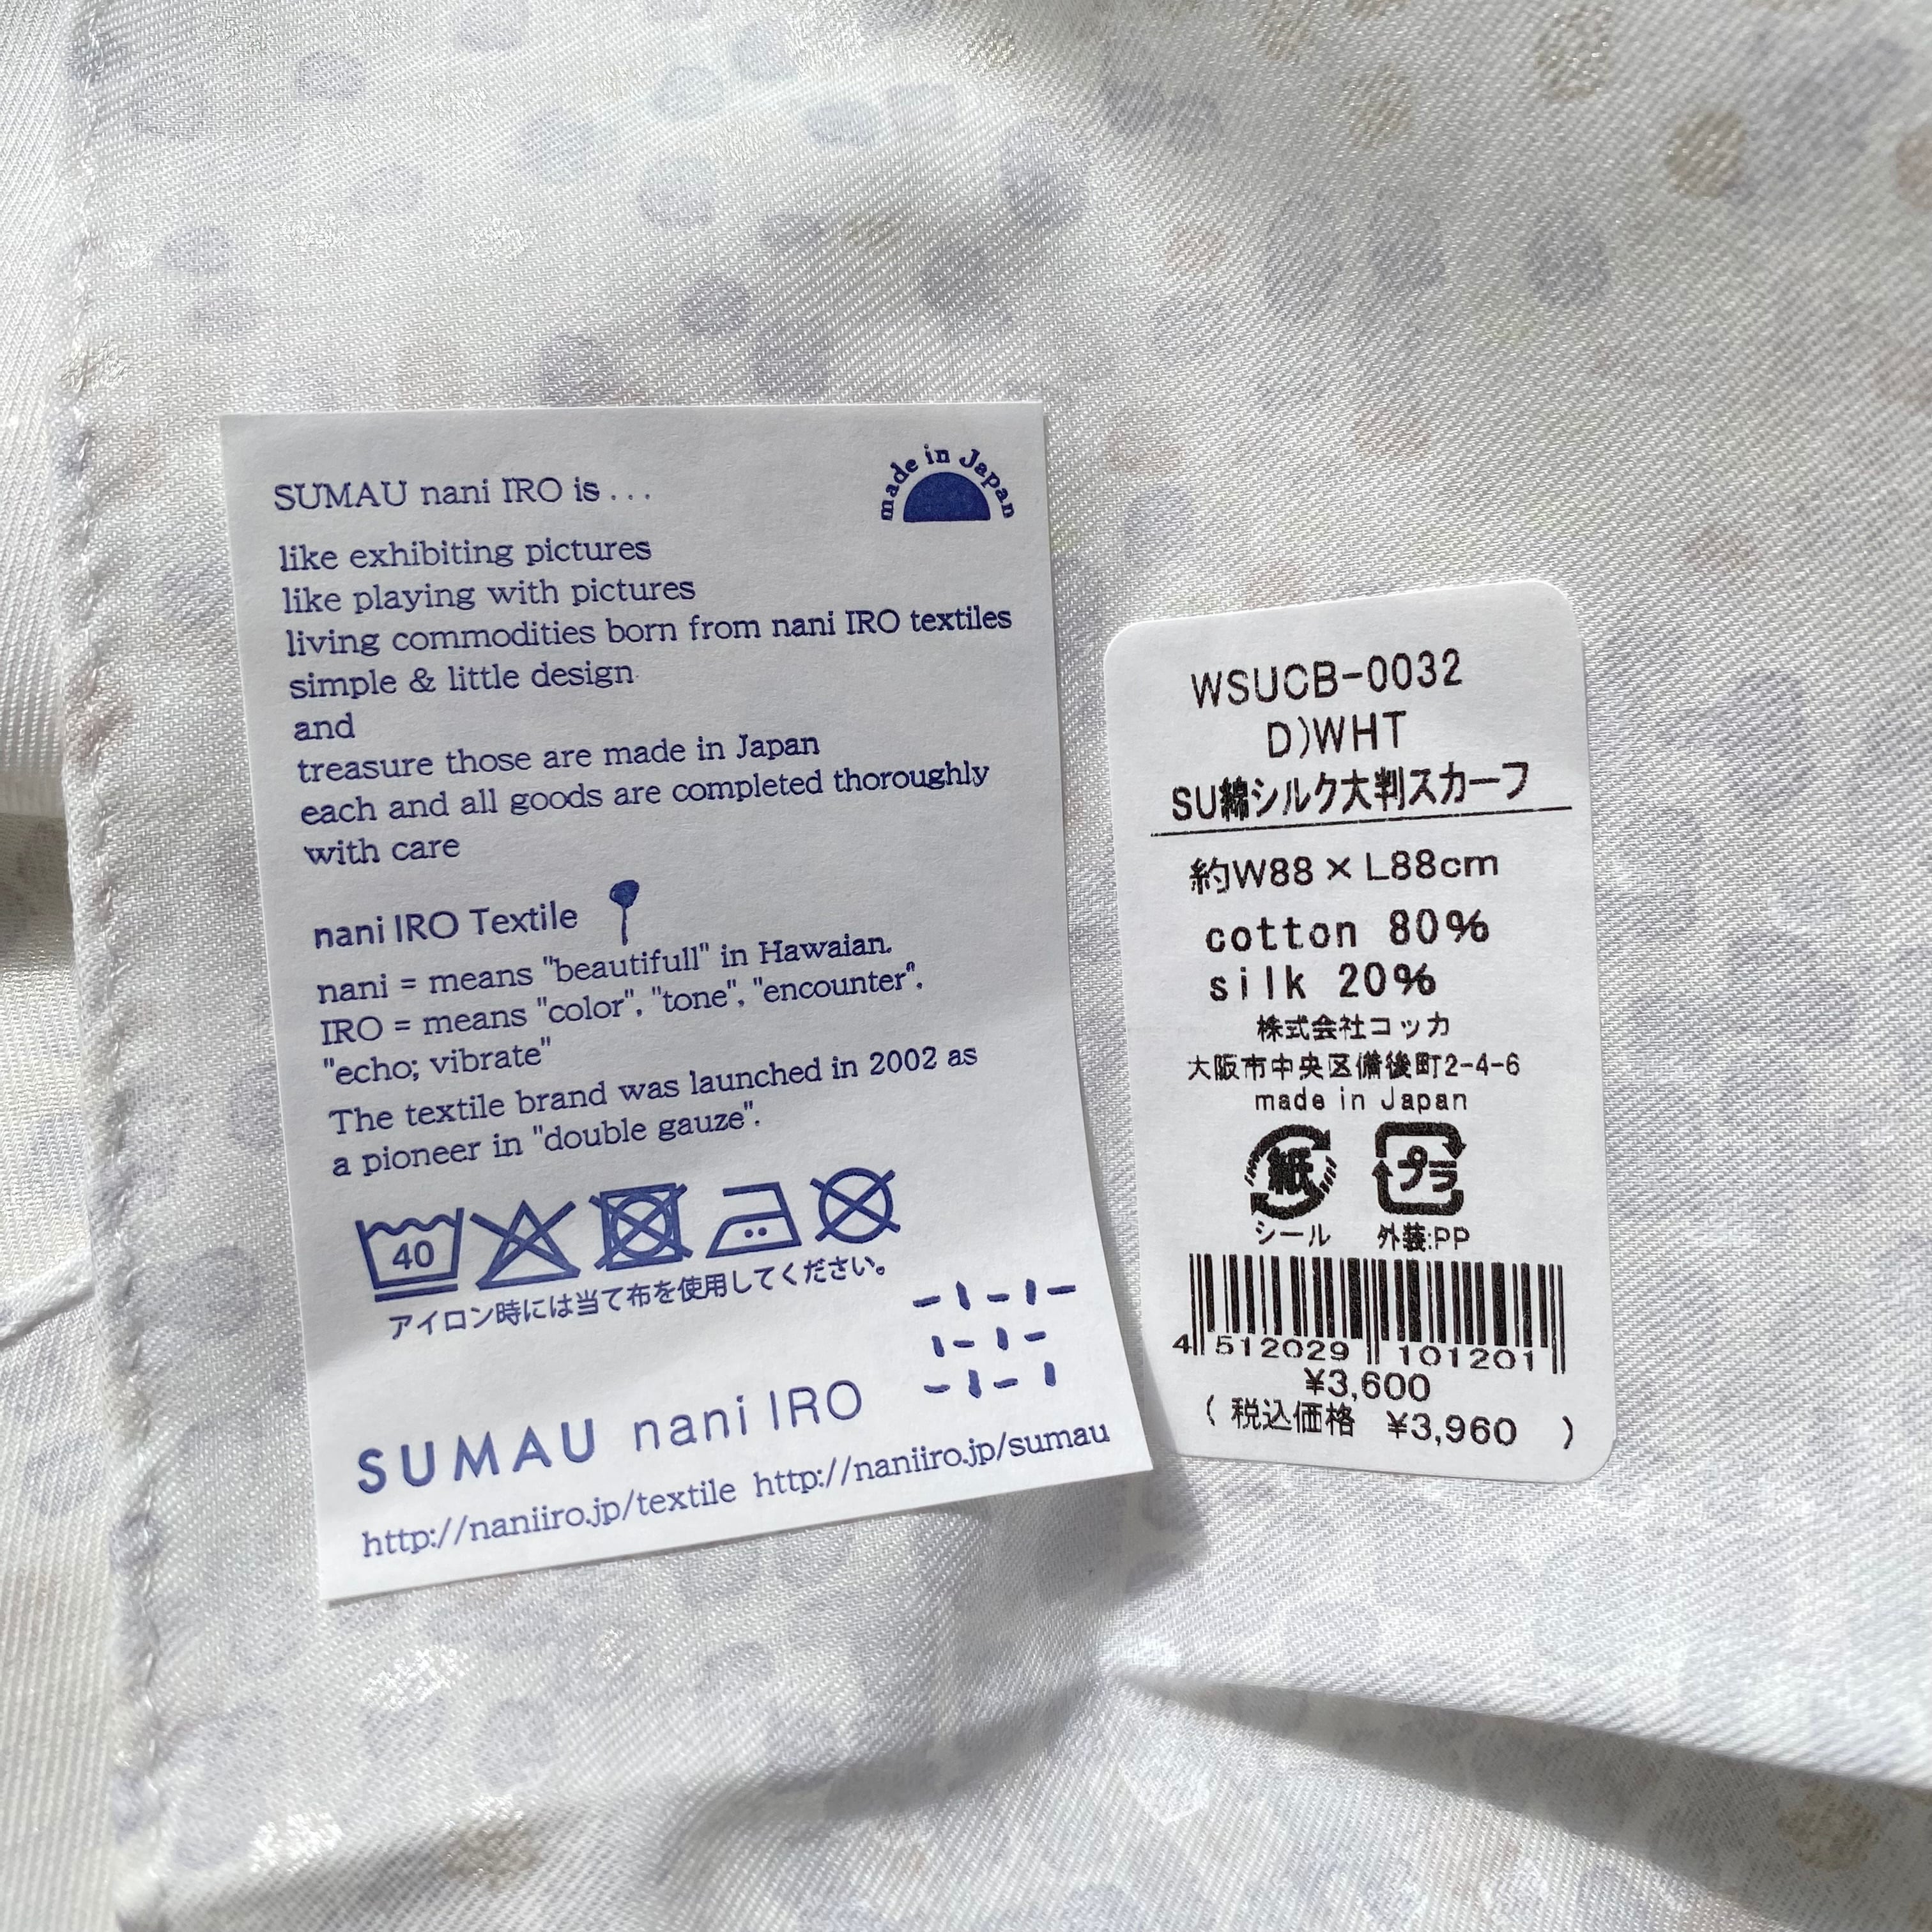 SUMAU nani IRO is...
made in Japan
like exhibiting pictures
like playing with pictures
living commodities born from nani IRO textiles
simple & little design
and
treasure those are made in Japan
each and all goods are completed thoroughly
with care
nani IRO Textile
nani = means "beautifull" in Hawaian.
IRO = means "color", "tone", "encounter",
"echo; vibrate"
The textile brand was launched in 2002 as
a pioneer in "double gauze".
40
アイロン時には当て布を使用してください。
SUMAU nani IRO
http://naniiro.jp/textile http://naniiro.jp/sumau
WSUCB-0032
D)WHT
SU綿シルク大判スカーフ
約W88×L88cm
cotton 80%
silk 20%
株式会社コッカ
大阪市中央区備後町2-4-6
made in Japan
紙 プラ
シール 外装:PP
4 512029 101201
¥3,600
( 税込価格 ¥3,960 )